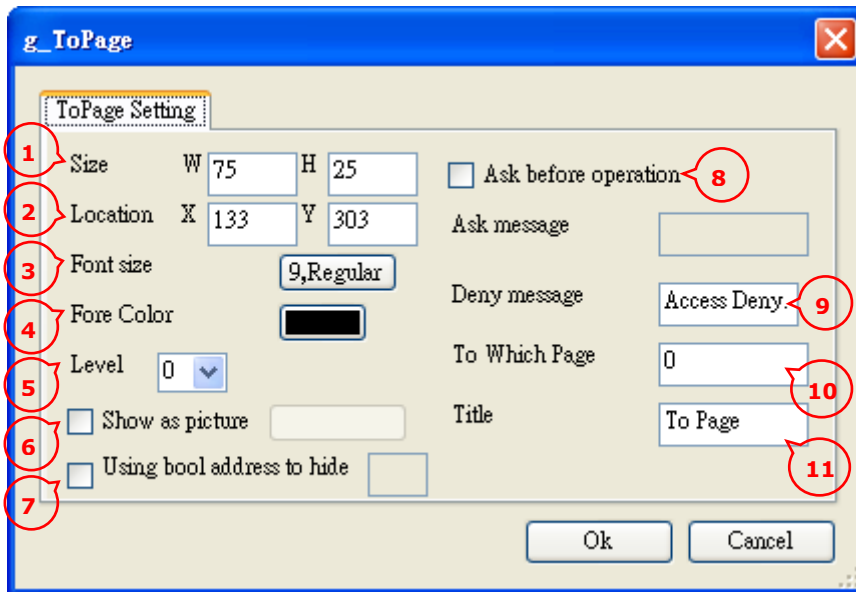 g_ToPage
ToPage Setting
1 Size W 75 H 25
8 Ask before operation
2 Location X 133 Y 303
Ask message
3 Font size 9,Regular
Deny message Access Deny. 9
4 Fore Color
To Which Page 0 10
5 Level 0
6 Show as picture
Title To Page 11
7 Using bool address to hide
Ok Cancel